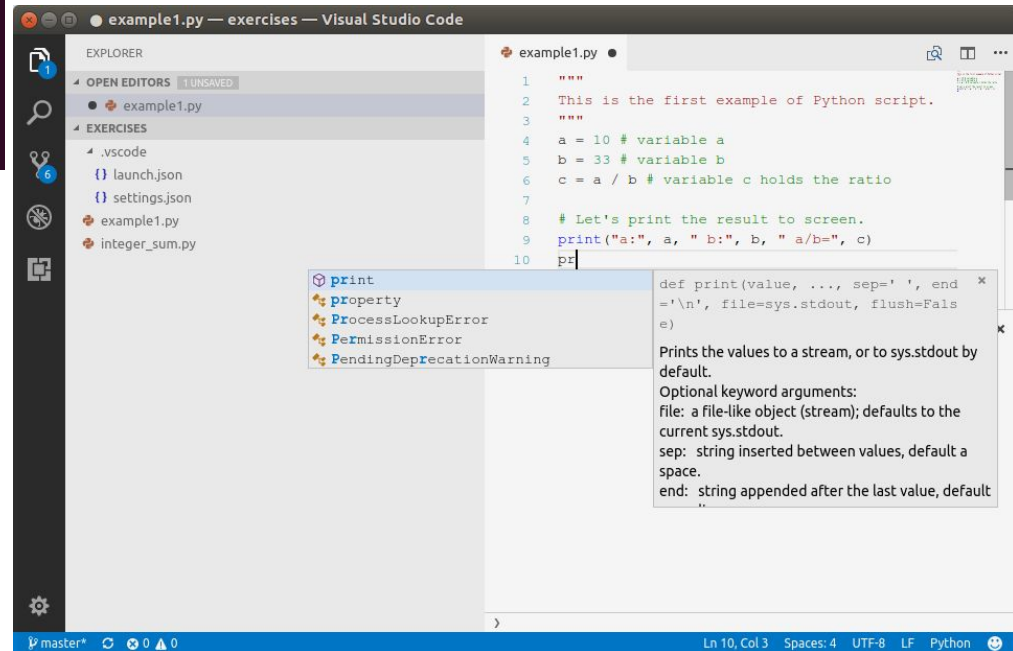 example1.py — exercises — Visual Studio Code
EXPLORER
OPEN EDITORS 1 UNSAVED
example1.py
EXERCISES
.vscode
{} launch.json
{} settings.json
example1.py
integer_sum.py
1
6
example1.py
1 """
2 This is the first example of Python script.
3 """
4 a = 10 # variable a
5 b = 33 # variable b
6 c = a / b # variable c holds the ratio
7
8 # Let's print the result to screen.
9 print("a:", a, " b:", b, " a/b=", c)
10 pr
print
property
ProcessLookupError
PermissionError
PendingDeprecationWarning
def print(value, ..., sep=' ', end
='\n', file=sys.stdout, flush=Fals
e)
Prints the values to a stream, or to sys.stdout by
default.
Optional keyword arguments:
file: a file-like object (stream); defaults to the
current sys.stdout.
sep: string inserted between values, default a
space.
end: string appended after the last value, default
master* 0 0 Ln 10, Col 3 Spaces: 4 UTF-8 LF Python